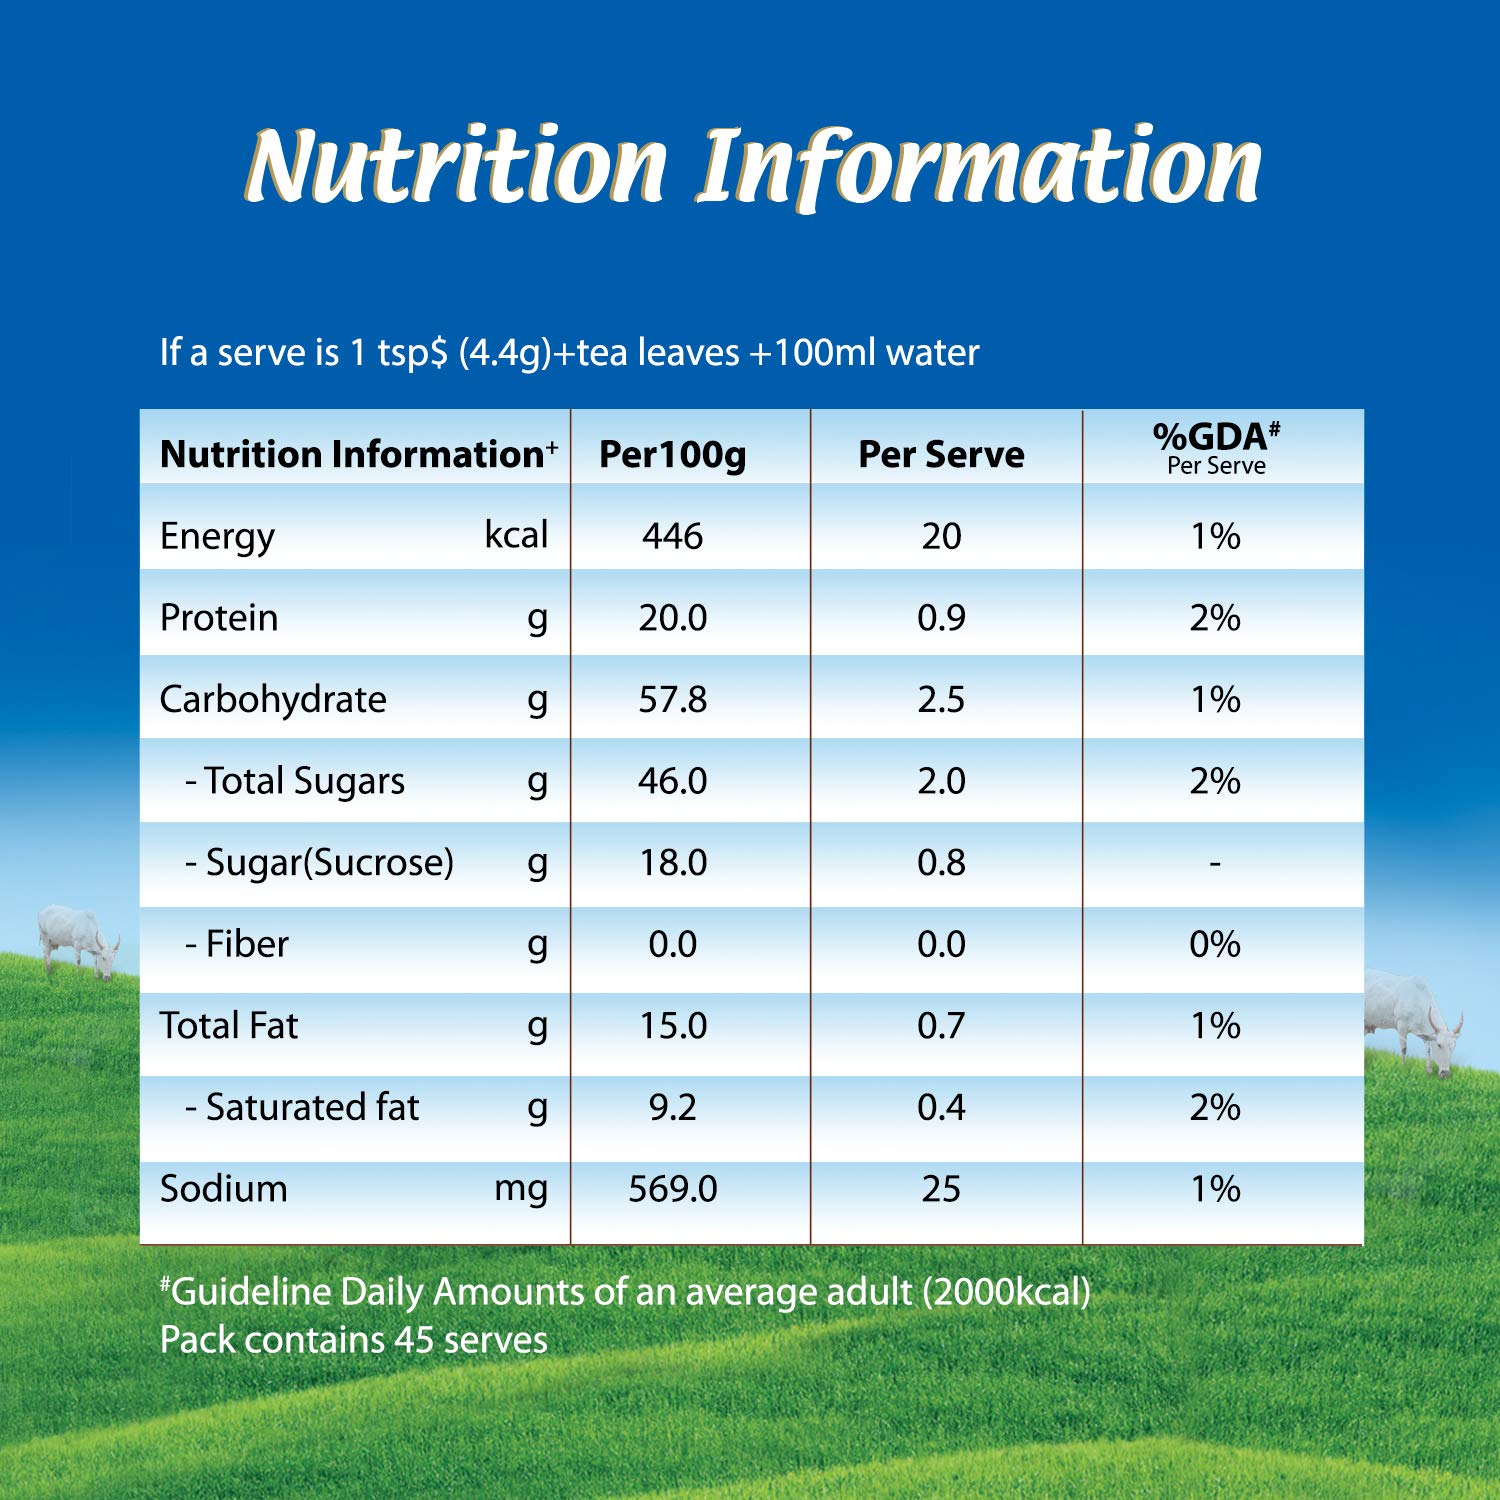 Nutrition Information
If a serve is 1 tsp$ (4.4g)+tea leaves +100ml water
Nutrition Information+ Per100g Per Serve %GDA#
Per Serve
Energy kcal 446 20 1%
Protein g 20.0 0.9 2%
Carbohydrate g 57.8 2.5 1%
- Total Sugars g 46.0 2.0 2%
- Sugar(Sucrose) g 18.0 0.8 -
- Fiber g 0.0 0.0 0%
Total Fat g 15.0 0.7 1%
- Saturated fat g 9.2 0.4 2%
Sodium mg 569.0 25 1%
#Guideline Daily Amounts of an average adult (2000kcal)
Pack contains 45 serves